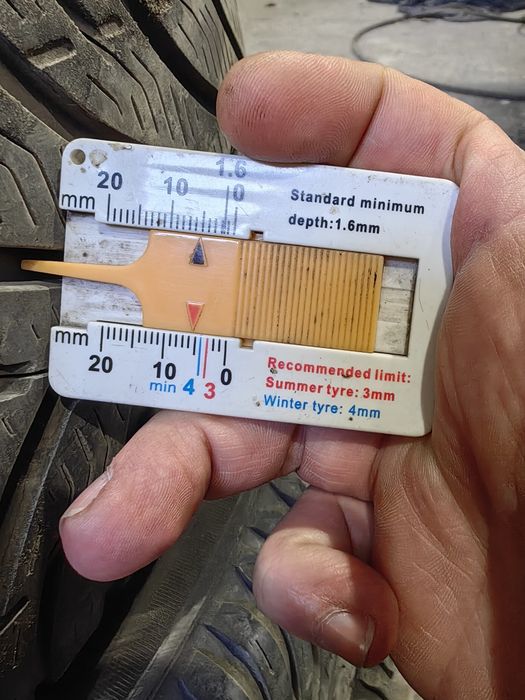 1.6
20 10 0
mm
Standard minimum
depth:1.6mm
mm
20 10 0
min 4 3
Recommended limit:
Summer tyre: 3mm
Winter tyre: 4mm